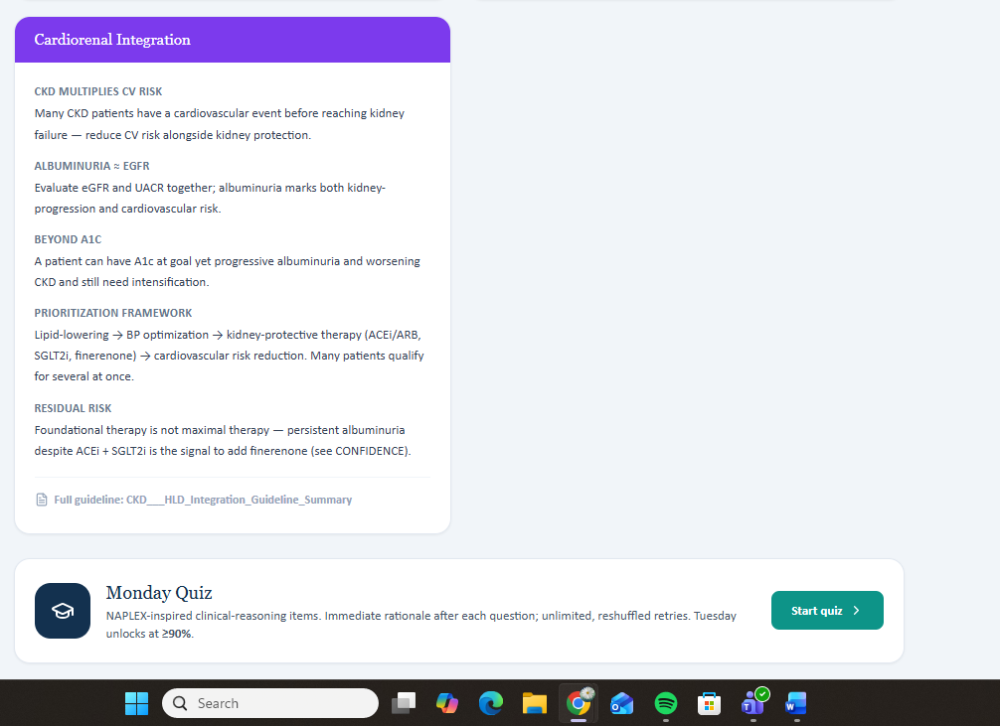 Cardiorenal Integration
CKD MULTIPLIES CV RISK
Many CKD patients have a cardiovascular event before reaching kidney
failure — reduce CV risk alongside kidney protection.
ALBUMINURIA ≈ EGFR
Evaluate eGFR and UACR together; albuminuria marks both kidney-
progression and cardiovascular risk.
BEYOND A1C
A patient can have A1c at goal yet progressive albuminuria and worsening
CKD and still need intensification.
PRIORITIZATION FRAMEWORK
Lipid-lowering → BP optimization → kidney-protective therapy (ACEi/ARB,
SGLT2i, finerenone) → cardiovascular risk reduction. Many patients qualify
for several at once.
RESIDUAL RISK
Foundational therapy is not maximal therapy — persistent albuminuria
despite ACEi + SGLT2i is the signal to add finerenone (see CONFIDENCE).
Full guideline: CKD___HLD_Integration_Guideline_Summary
Monday Quiz
NAPLEX-inspired clinical-reasoning items. Immediate rationale after each question; unlimited, reshuffled retries. Tuesday
unlocks at ≥90%.
Start quiz
Search